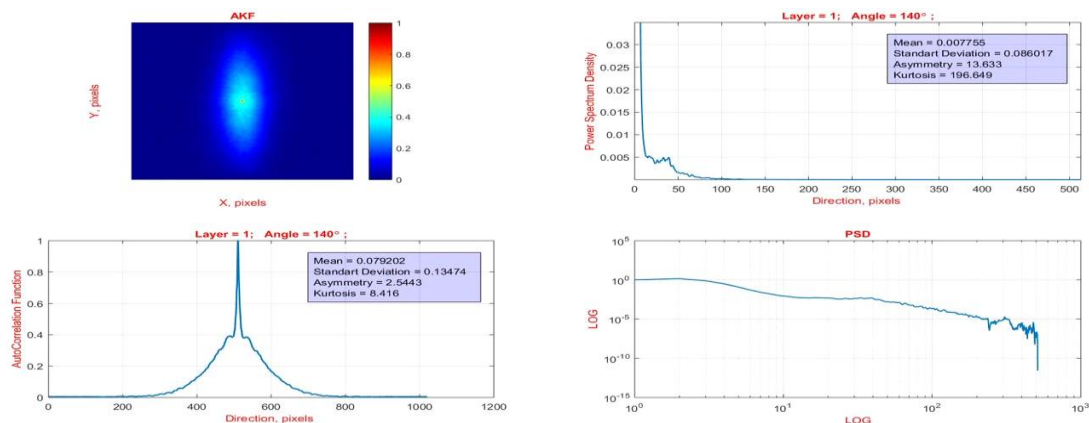 AKF
Y, pixels
X, pixels
1
0.8
0.6
0.4
0.2
0
Layer = 1; Angle = 140° ;
Mean = 0.007755
Standart Deviation = 0.086017
Asymmetry = 13.633
Kurtosis = 196.649
Power Spectrum Density
0.03
0.025
0.02
0.015
0.01
0.005
0 50 100 150 200 250 300 350 400 450 500
Direction, pixels
Layer = 1; Angle = 140° ;
Mean = 0.079202
Standart Deviation = 0.13474
Asymmetry = 2.5443
Kurtosis = 8.416
AutoCorrelation Function
1
0.8
0.6
0.4
0.2
0
0 200 400 600 800 1000 1200
Direction, pixels
PSD
LOG
10^5
10^0
10^-5
10^-10
10^-15
10^0 10^1 10^2 10^3
LOG